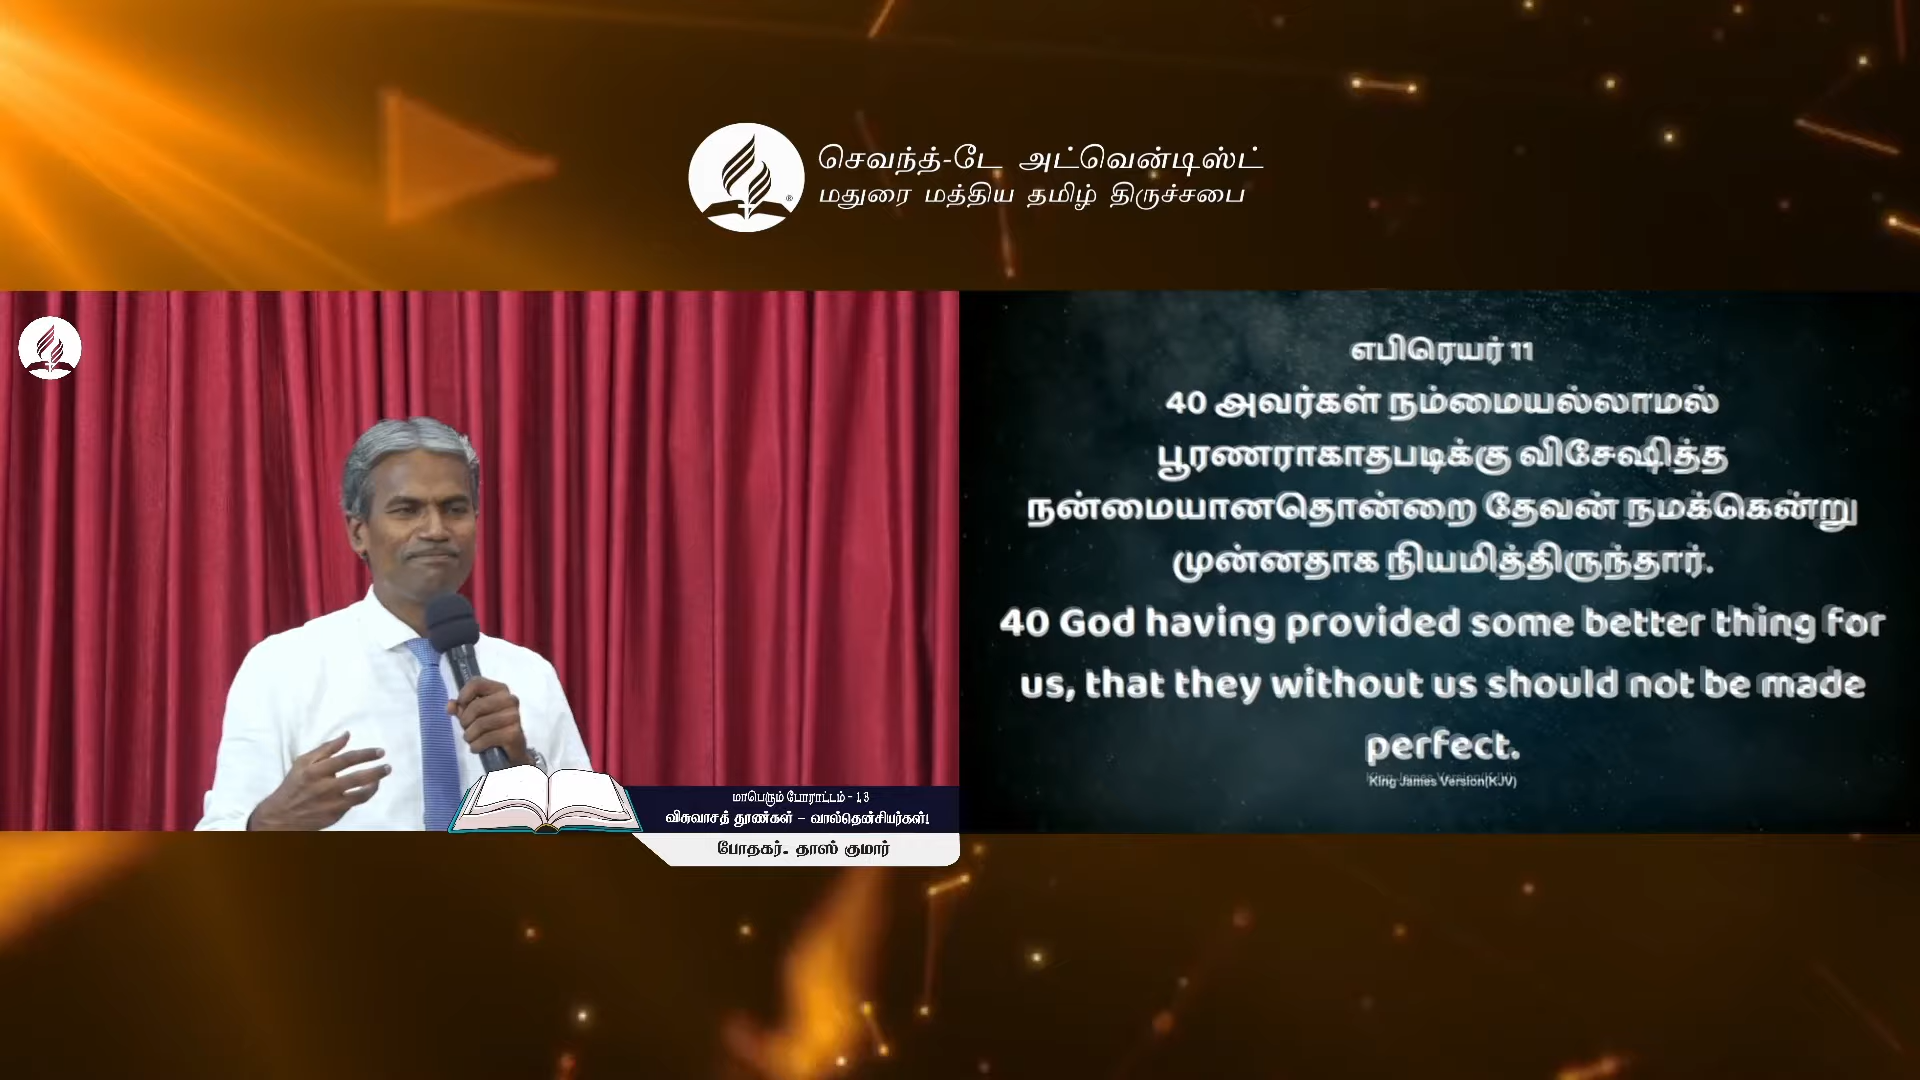 செவந்த்-டே அட்வென்டிஸ்ட்
மதுரை மத்திய தமிழ் திருச்சபை
எபிரெயர் 11
40 அவர்கள் நம்மையல்லாமல்
பூரணராகாதபடிக்கு விசேஷித்த
நன்மையானதொன்றை தேவன் நமக்கென்று
முன்னதாக நியமித்திருந்தார்.
40 God having provided some better thing for
us, that they without us should not be made
perfect.
King James Version(KJV)
மாபெரும் போராட்டம் - 13
விசுவாசத் தூண்கள் – வால்தென்சியர்கள்!
போதகர். தாஸ் குமார்